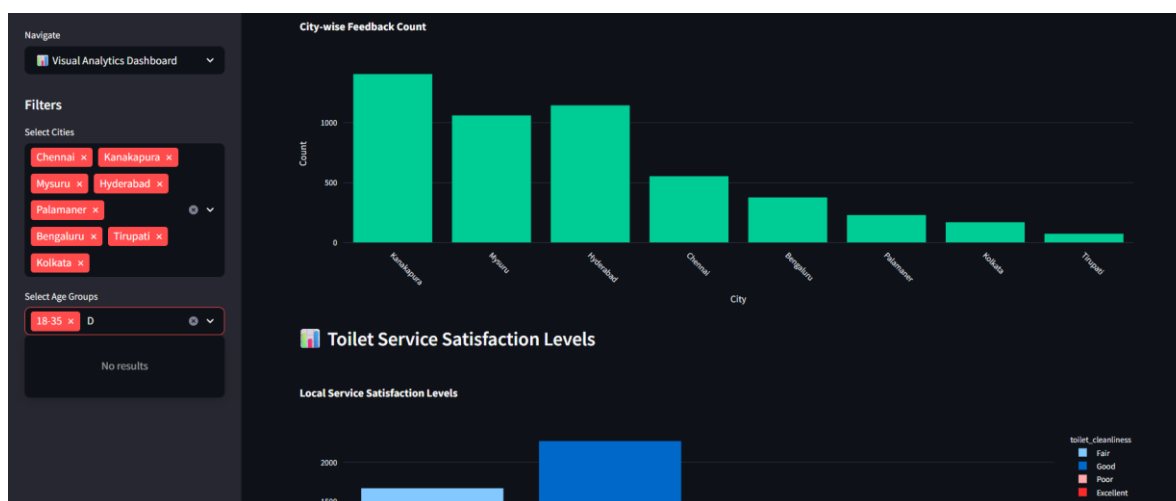 Navigate
Visual Analytics Dashboard
Filters
Select Cities
Chennai × Kanakapura ×
Mysuru × Hyderabad ×
Palamaner ×
Bengaluru × Tirupati ×
Kolkata ×
Select Age Groups
18-35 × D
No results
City-wise Feedback Count
Count
1000
500
0
Kanakapura
Mysuru
Hyderabad
Chennai
Bengaluru
Palamaner
Kolkata
Tirupati
City
Toilet Service Satisfaction Levels
Local Service Satisfaction Levels
2000
1500
toilet_cleanliness
Fair
Good
Poor
Excellent